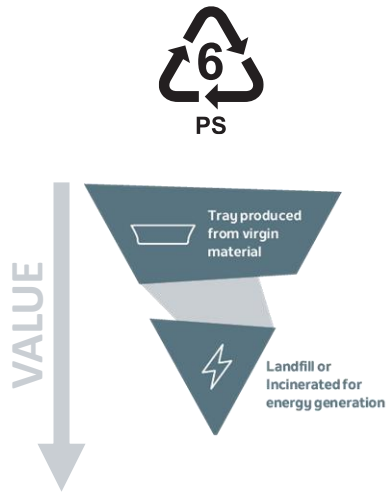 6
PS
VALUE
Tray produced
from virgin
material
Landfill or
Incinerated for
energy generation